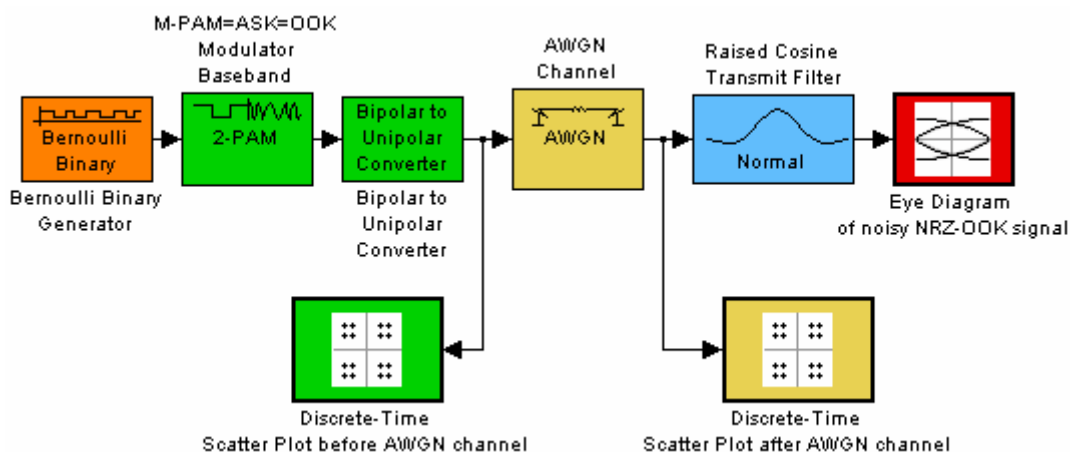 M-PAM=ASK=OOK
Modulator
Baseband
AWGN
Channel
Raised Cosine
Transmit Filter
Bernoulli
Binary
2-PAM
Bipolar to
Unipolar
Converter
AWGN
Normal
Bernoulli Binary
Generator
Bipolar to
Unipolar
Converter
Eye Diagram
of noisy NRZ-OOK signal
Discrete-Time
Scatter Plot before AWGN channel
Discrete-Time
Scatter Plot after AWGN channel